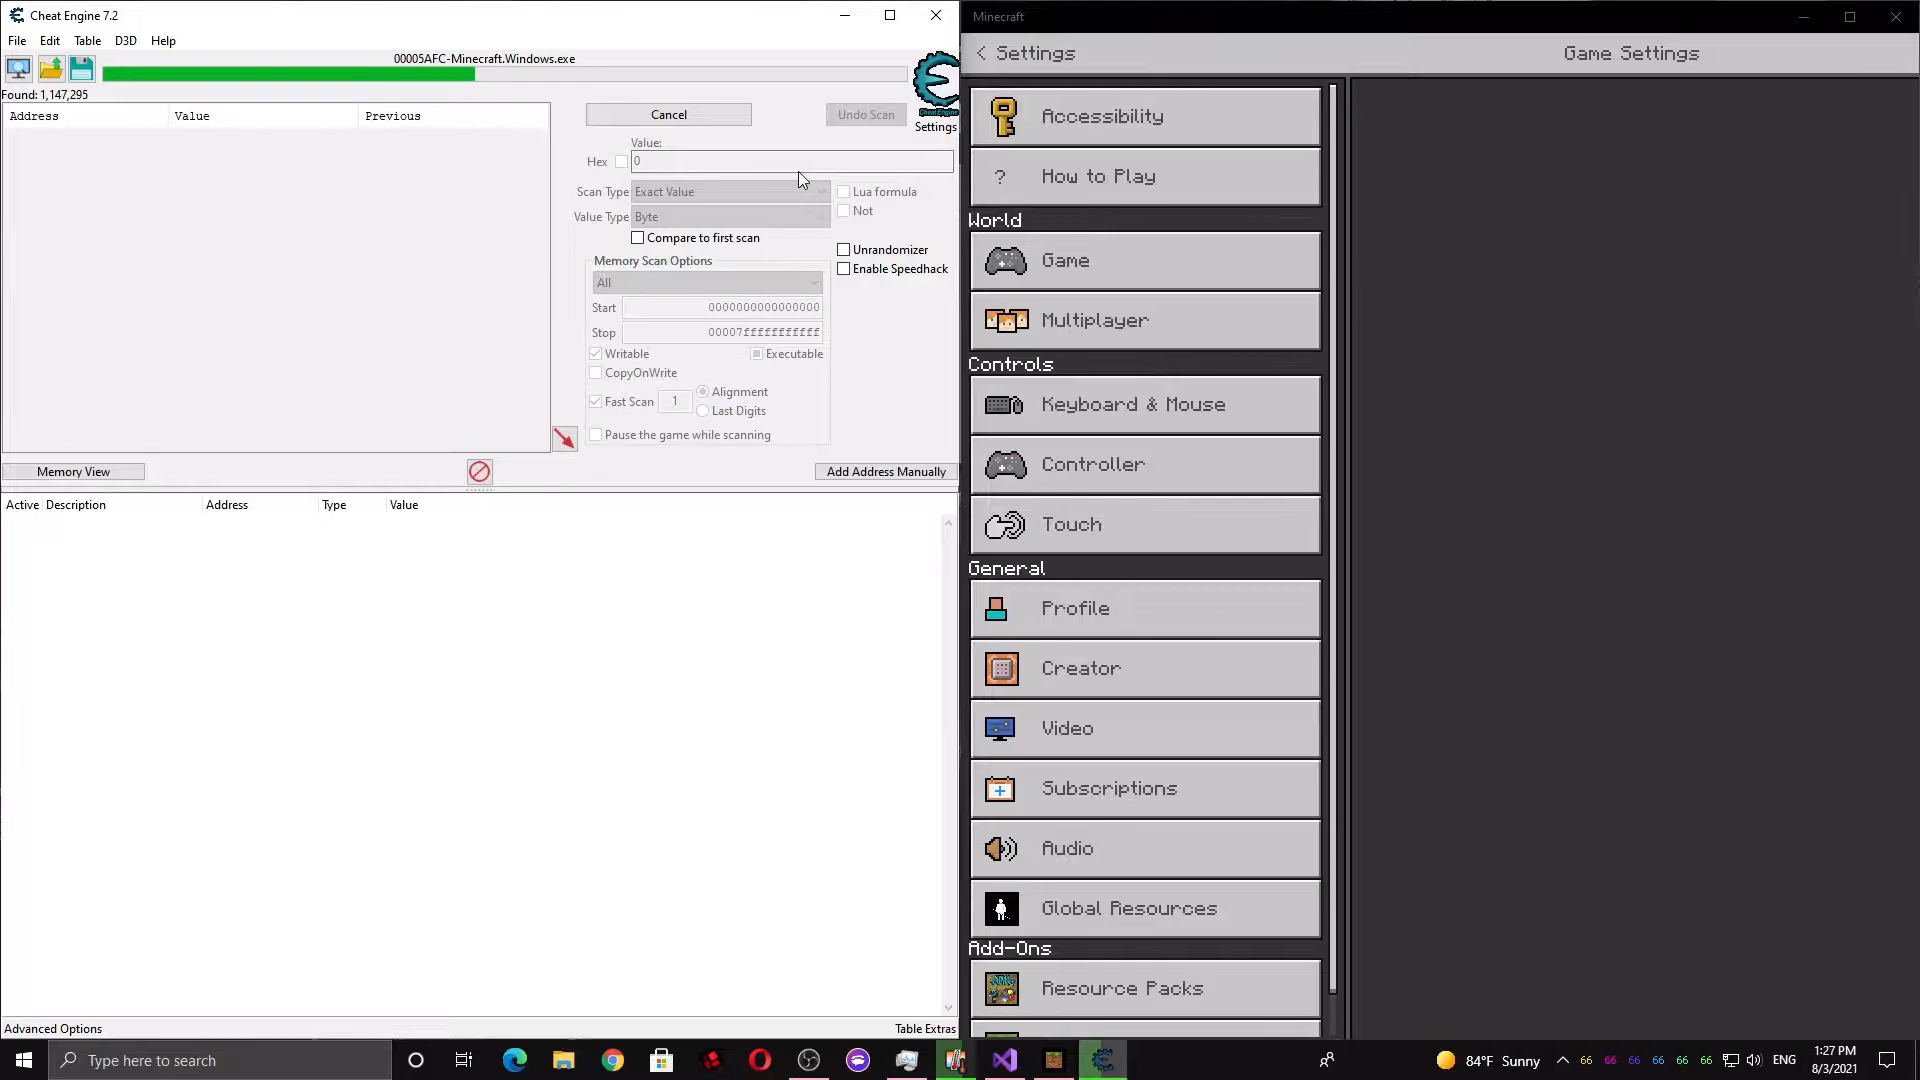 Cheat Engine 7.2
File Edit Table D3D Help
00005AFC-Minecraft.Windows.exe
Found: 1,147,295
Address Value Previous
Cancel
Undo Scan
Settings
Value:
Hex 0
Scan Type Exact Value
Lua formula
Value Type Byte
Not
Compare to first scan
Unrandomizer
Memory Scan Options
Enable Speedhack
All
Start 0000000000000000
Stop 00007fffffffffff
Writable Executable
CopyOnWrite
Fast Scan 1 Alignment
Last Digits
Pause the game while scanning
Memory View
Add Address Manually
Active Description Address Type Value
Advanced Options
Table Extras
Minecraft
< Settings
Game Settings
Accessibility
? How to Play
World
Game
Multiplayer
Controls
Keyboard & Mouse
Controller
Touch
General
Profile
Creator
Video
Subscriptions
Audio
Global Resources
Add-Ons
Resource Packs
Type here to search
84°F Sunny
66 66 66 66 66 66
ENG
1:27 PM
8/3/2021